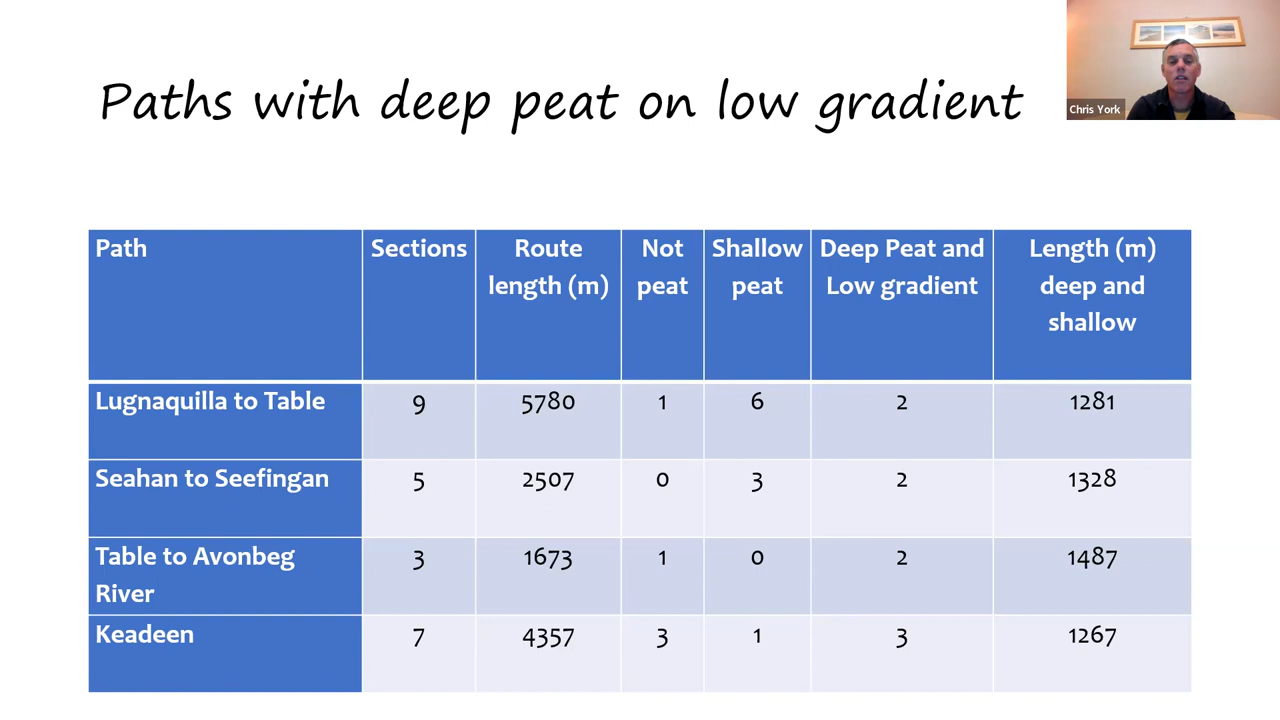 Paths with deep peat on low gradient
Chris York
Path Sections Route length (m) Not peat Shallow peat Deep Peat and Low gradient Length (m) deep and shallow
Lugnaquilla to Table 9 5780 1 6 2 1281
Seahan to Seefingan 5 2507 0 3 2 1328
Table to Avonbeg River 3 1673 1 0 2 1487
Keadeen 7 4357 3 1 3 1267